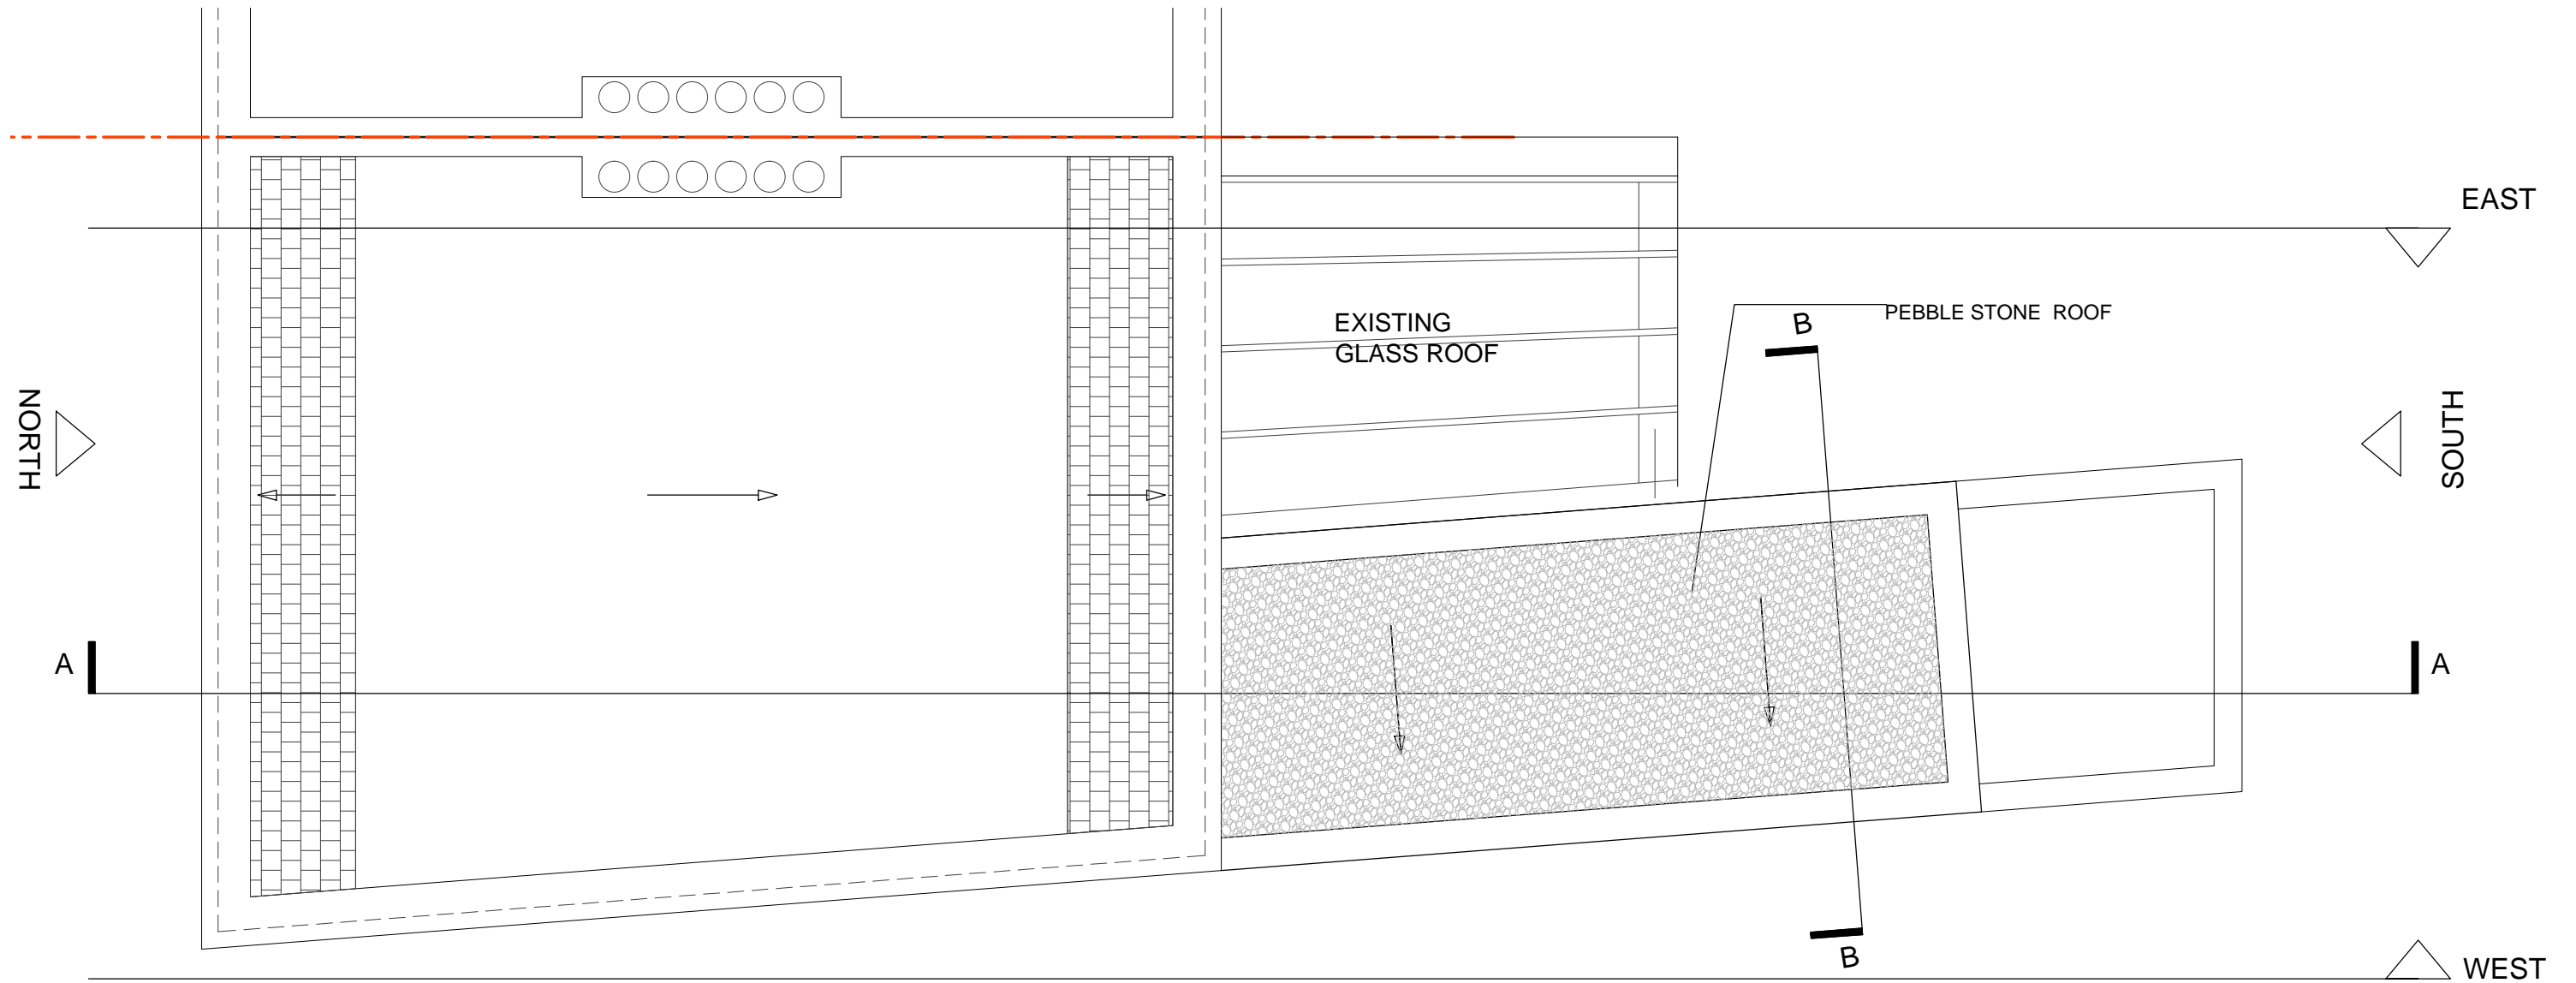 EAST
PEBBLE STONE  ROOF
B
EXISTING
GLASS ROOF
NORTH
SOUTH
A
A
B
WEST